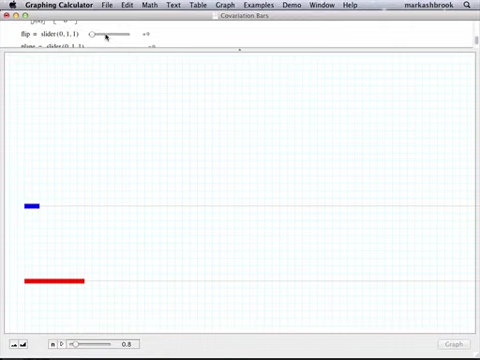 Graphing Calculator File Edit Math Text Table Graph Examples Demo Window Help markashbrook
Covariation Bars
flip = slider(0,1,1) =0
n D 0.8 Graph